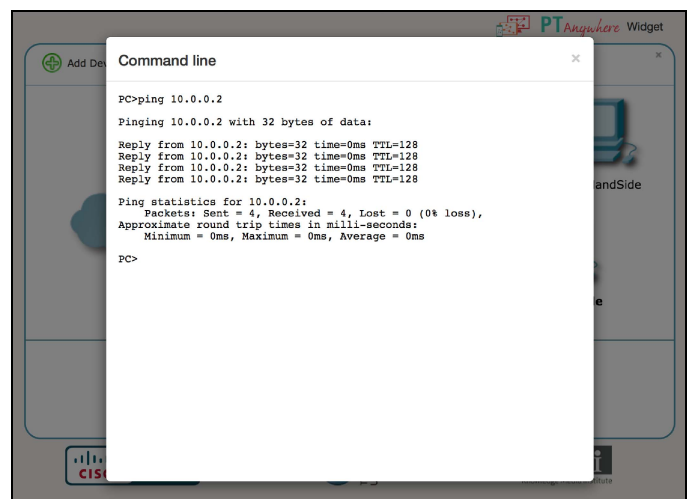 PTAnywhere Widget
Add Dev
Command line
×
×
PC>ping 10.0.0.2
Pinging 10.0.0.2 with 32 bytes of data:
Reply from 10.0.0.2: bytes=32 time=0ms TTL=128
Reply from 10.0.0.2: bytes=32 time=0ms TTL=128
Reply from 10.0.0.2: bytes=32 time=0ms TTL=128
Reply from 10.0.0.2: bytes=32 time=0ms TTL=128
Ping statistics for 10.0.0.2:
Packets: Sent = 4, Received = 4, Lost = 0 (0% loss),
Approximate round trip times in milli-seconds:
Minimum = 0ms, Maximum = 0ms, Average = 0ms
PC>
andSide
e
CISC